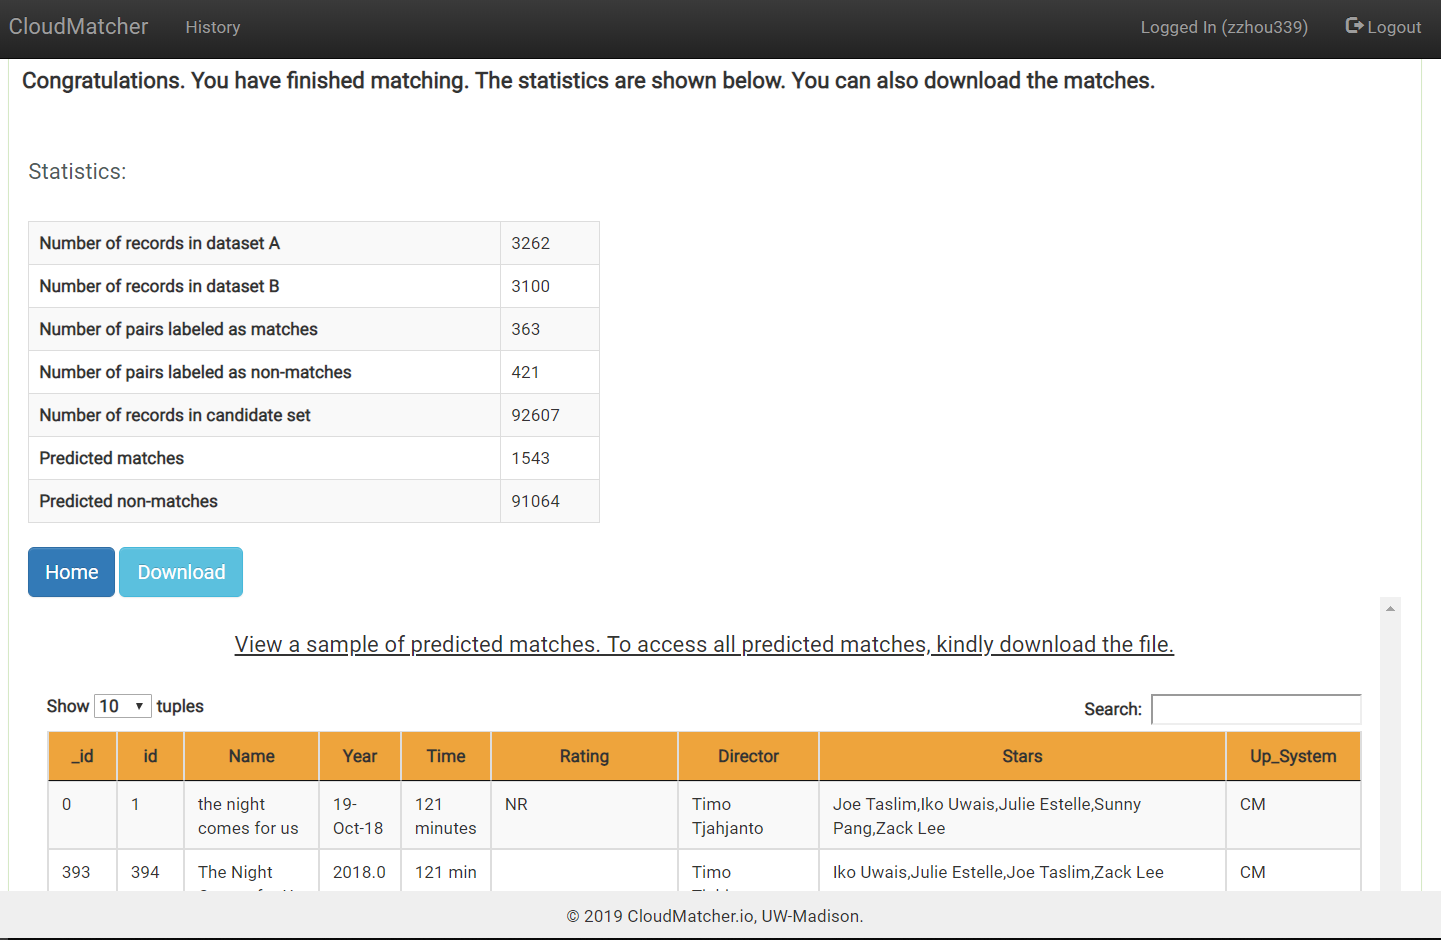 CloudMatcher History Logged In (zzhou339) Logout
Congratulations. You have finished matching. The statistics are shown below. You can also download the matches.
Statistics:
Number of records in dataset A 3262
Number of records in dataset B 3100
Number of pairs labeled as matches 363
Number of pairs labeled as non-matches 421
Number of records in candidate set 92607
Predicted matches 1543
Predicted non-matches 91064
Home Download
View a sample of predicted matches. To access all predicted matches, kindly download the file.
Show 10 tuples Search:
_id id Name Year Time Rating Director Stars Up_System
0 1 the night 19- 121 NR Timo Joe Taslim,Iko Uwais,Julie Estelle,Sunny CM
comes for us Oct-18 minutes Tjahjanto Pang,Zack Lee
393 394 The Night 2018.0 121 min Timo Iko Uwais,Julie Estelle,Joe Taslim,Zack Lee CM
© 2019 CloudMatcher.io, UW-Madison.